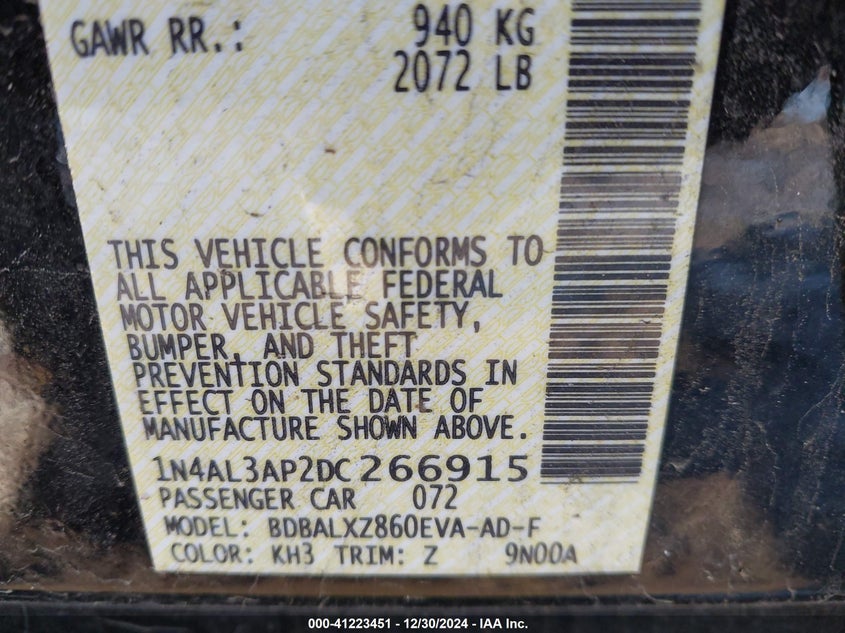 GAWR RR.: 940 KG
2072 LB
THIS VEHICLE CONFORMS TO
ALL APPLICABLE FEDERAL
MOTOR VEHICLE SAFETY,
BUMPER, AND THEFT
PREVENTION STANDARDS IN
EFFECT ON THE DATE OF
MANUFACTURE SHOWN ABOVE.
1N4AL3AP2DC266915
PASSENGER CAR 072
MODEL: BDBALXZ860EVA-AD-F
COLOR: KH3 TRIM: Z 9N00A
000-41223451 - 12/30/2024 - IAA Inc.